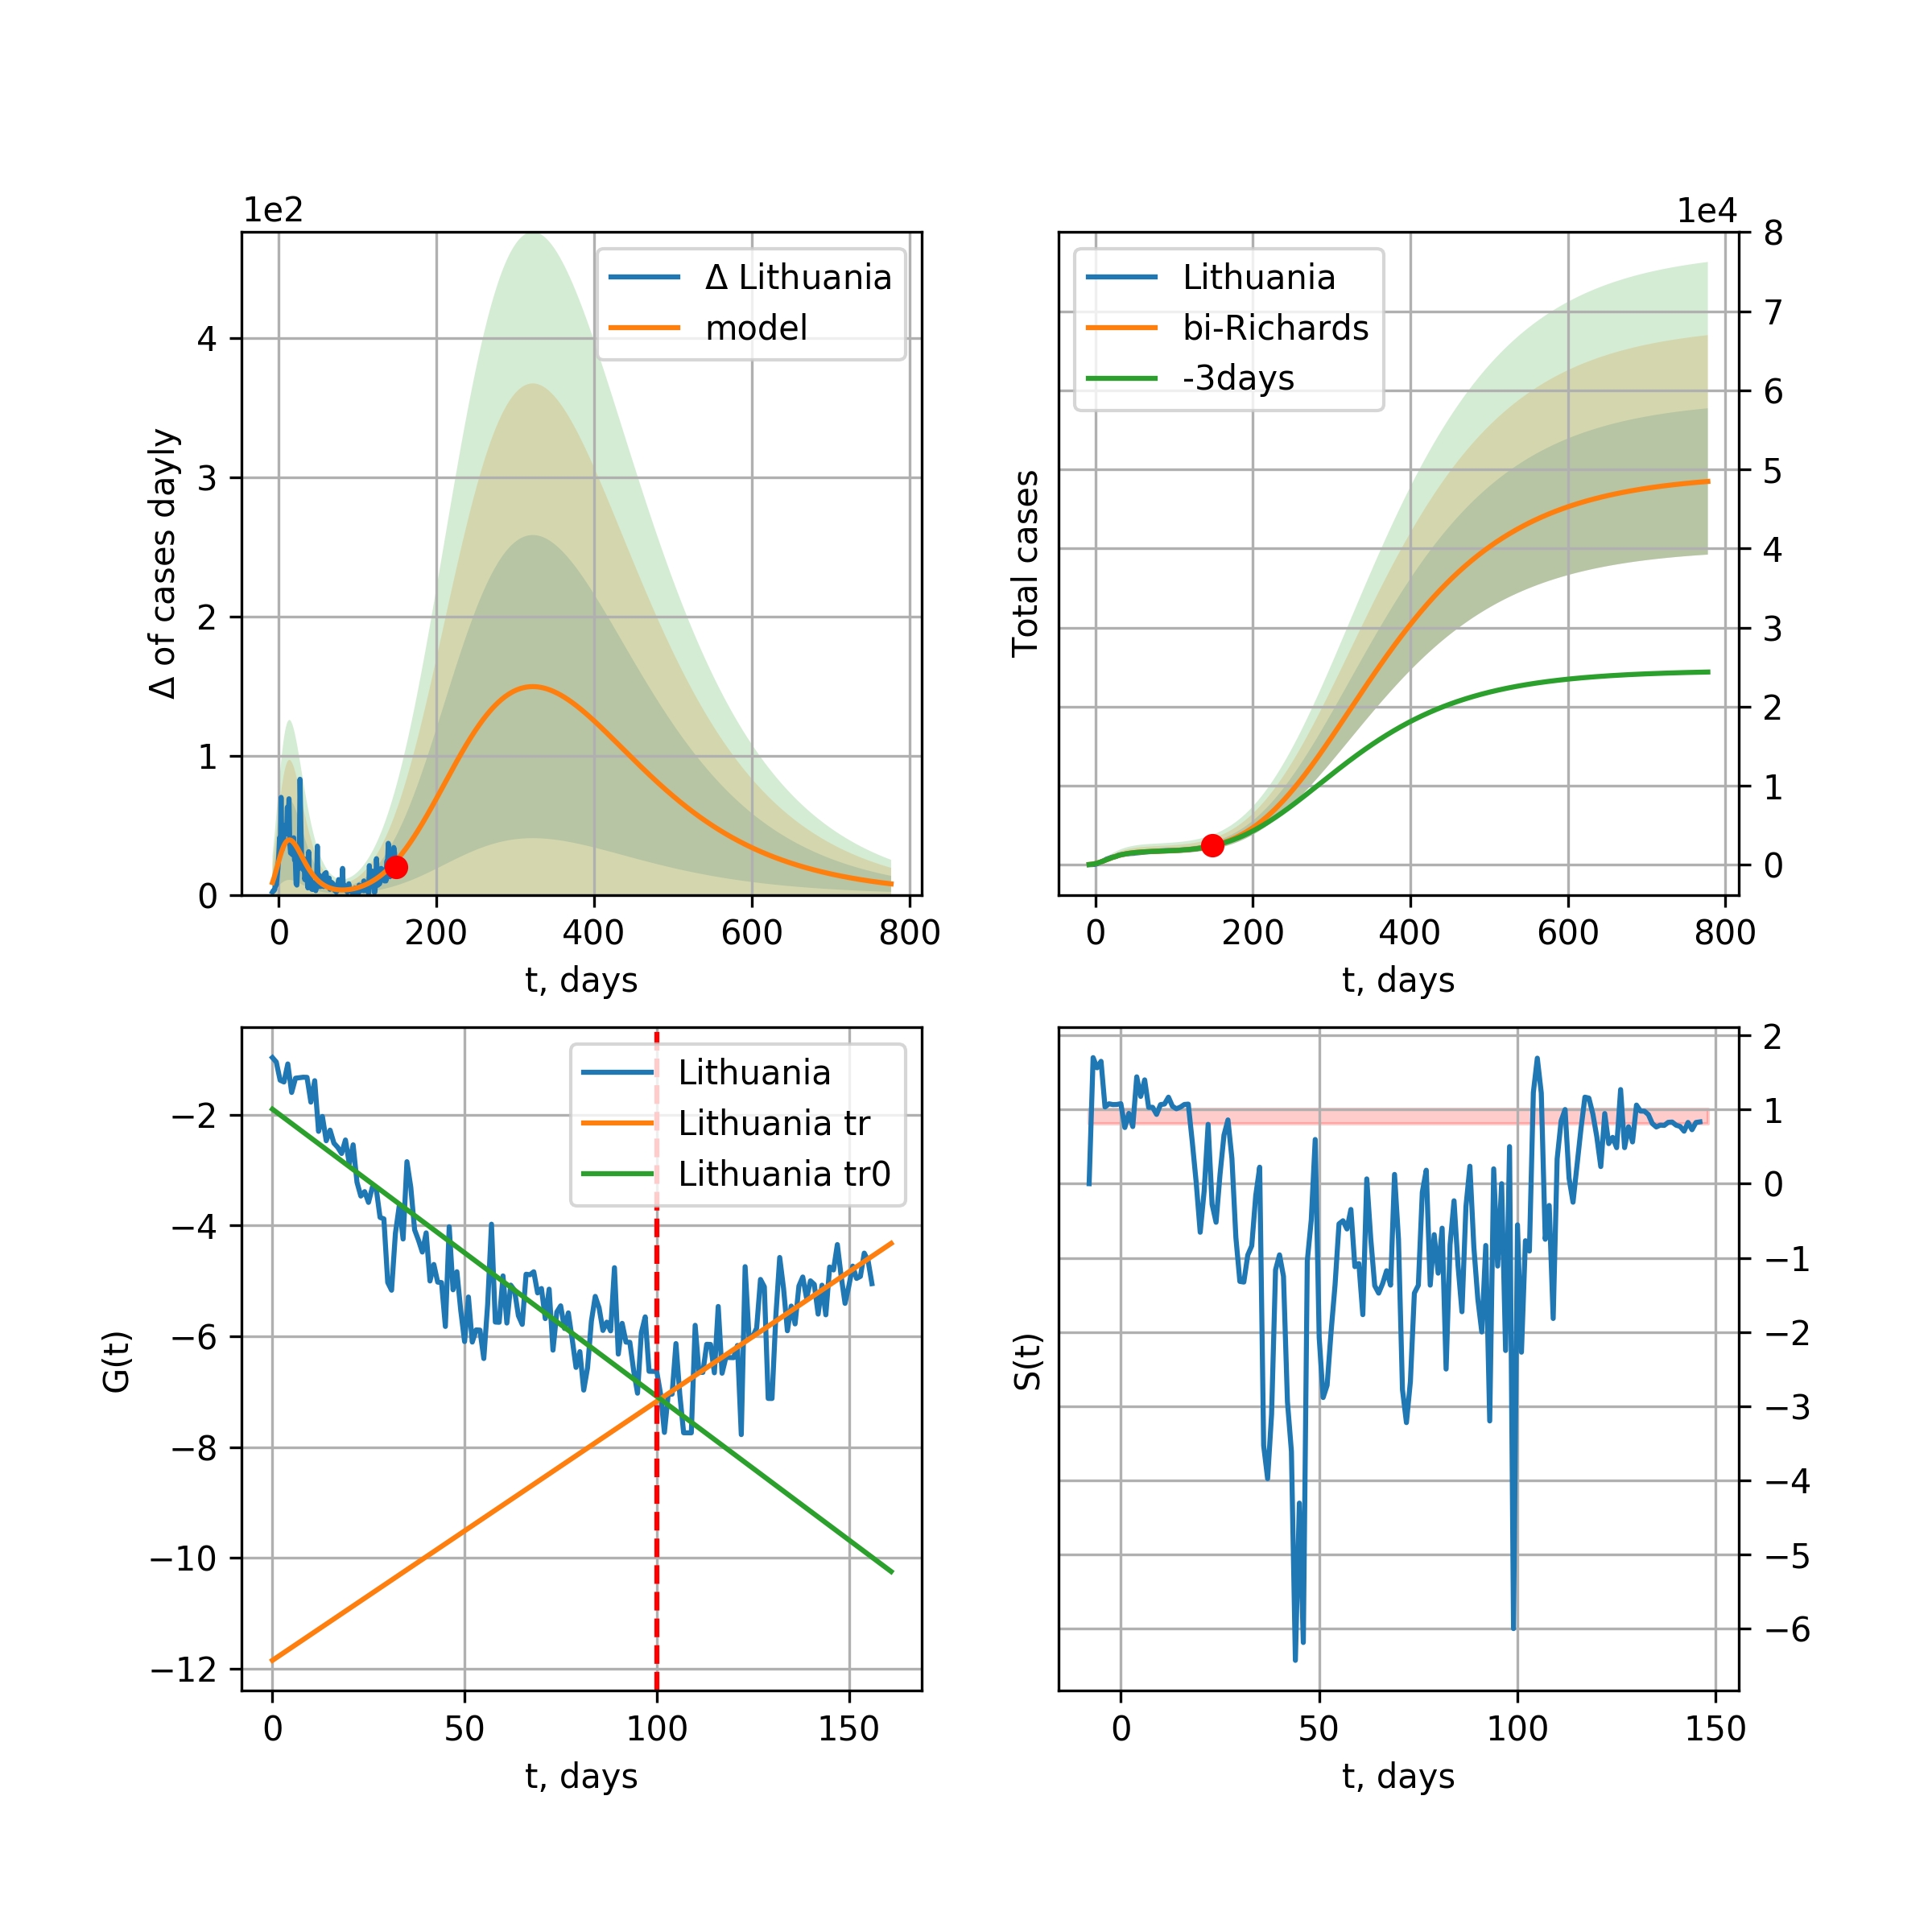 1e2
Δ Lithuania
model
4
3
2
1
0
Δ of cases dayly
0 200 400 600 800
t, days
1e4
Lithuania
bi-Richards
-3days
8
7
6
5
4
3
2
1
0
Total cases
0 200 400 600 800
t, days
Lithuania
Lithuania tr
Lithuania tr0
−2
−4
−6
−8
−10
−12
G(t)
0 50 100 150
t, days
2
1
0
−1
−2
−3
−4
−5
−6
S(t)
0 50 100 150
t, days